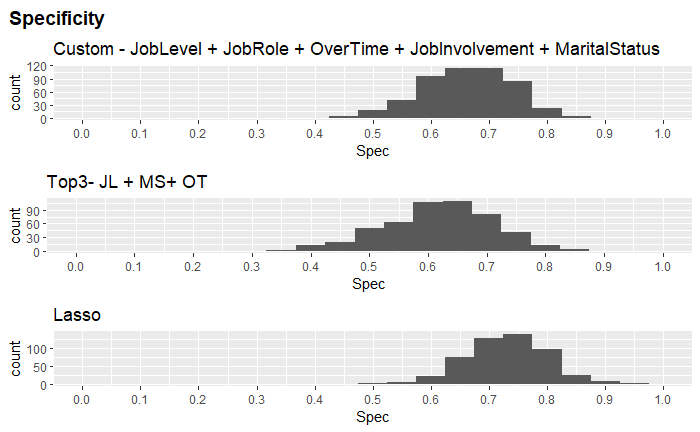 Specificity
Custom - JobLevel + JobRole + OverTime + JobInvolvement + MaritalStatus
count
120
90
60
30
0
0.0 0.1 0.2 0.3 0.4 0.5 0.6 0.7 0.8 0.9 1.0
Spec
Top3- JL + MS+ OT
count
90
60
30
0
0.0 0.1 0.2 0.3 0.4 0.5 0.6 0.7 0.8 0.9 1.0
Spec
Lasso
count
100
50
0
0.0 0.1 0.2 0.3 0.4 0.5 0.6 0.7 0.8 0.9 1.0
Spec